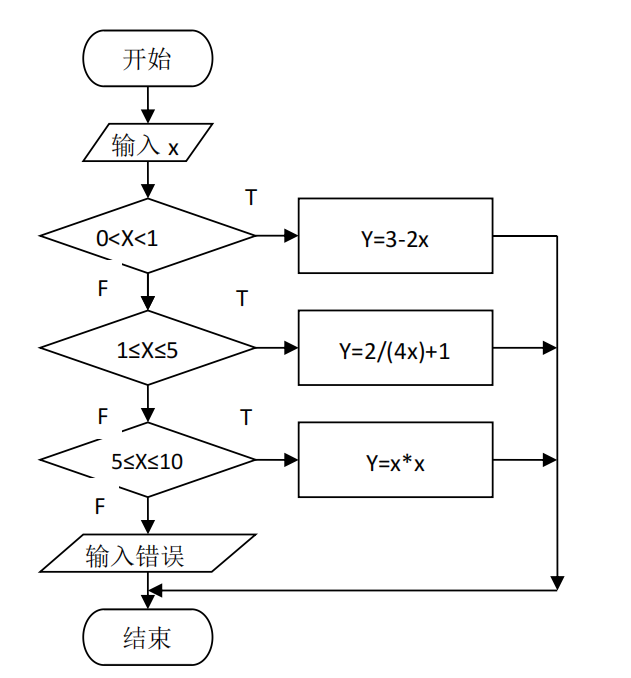 开始
输入 x
T
0<X<1
Y=3-2x
F
T
1≤X≤5
Y=2/(4x)+1
F
T
5≤X≤10
Y=x*x
F
输入错误
结束